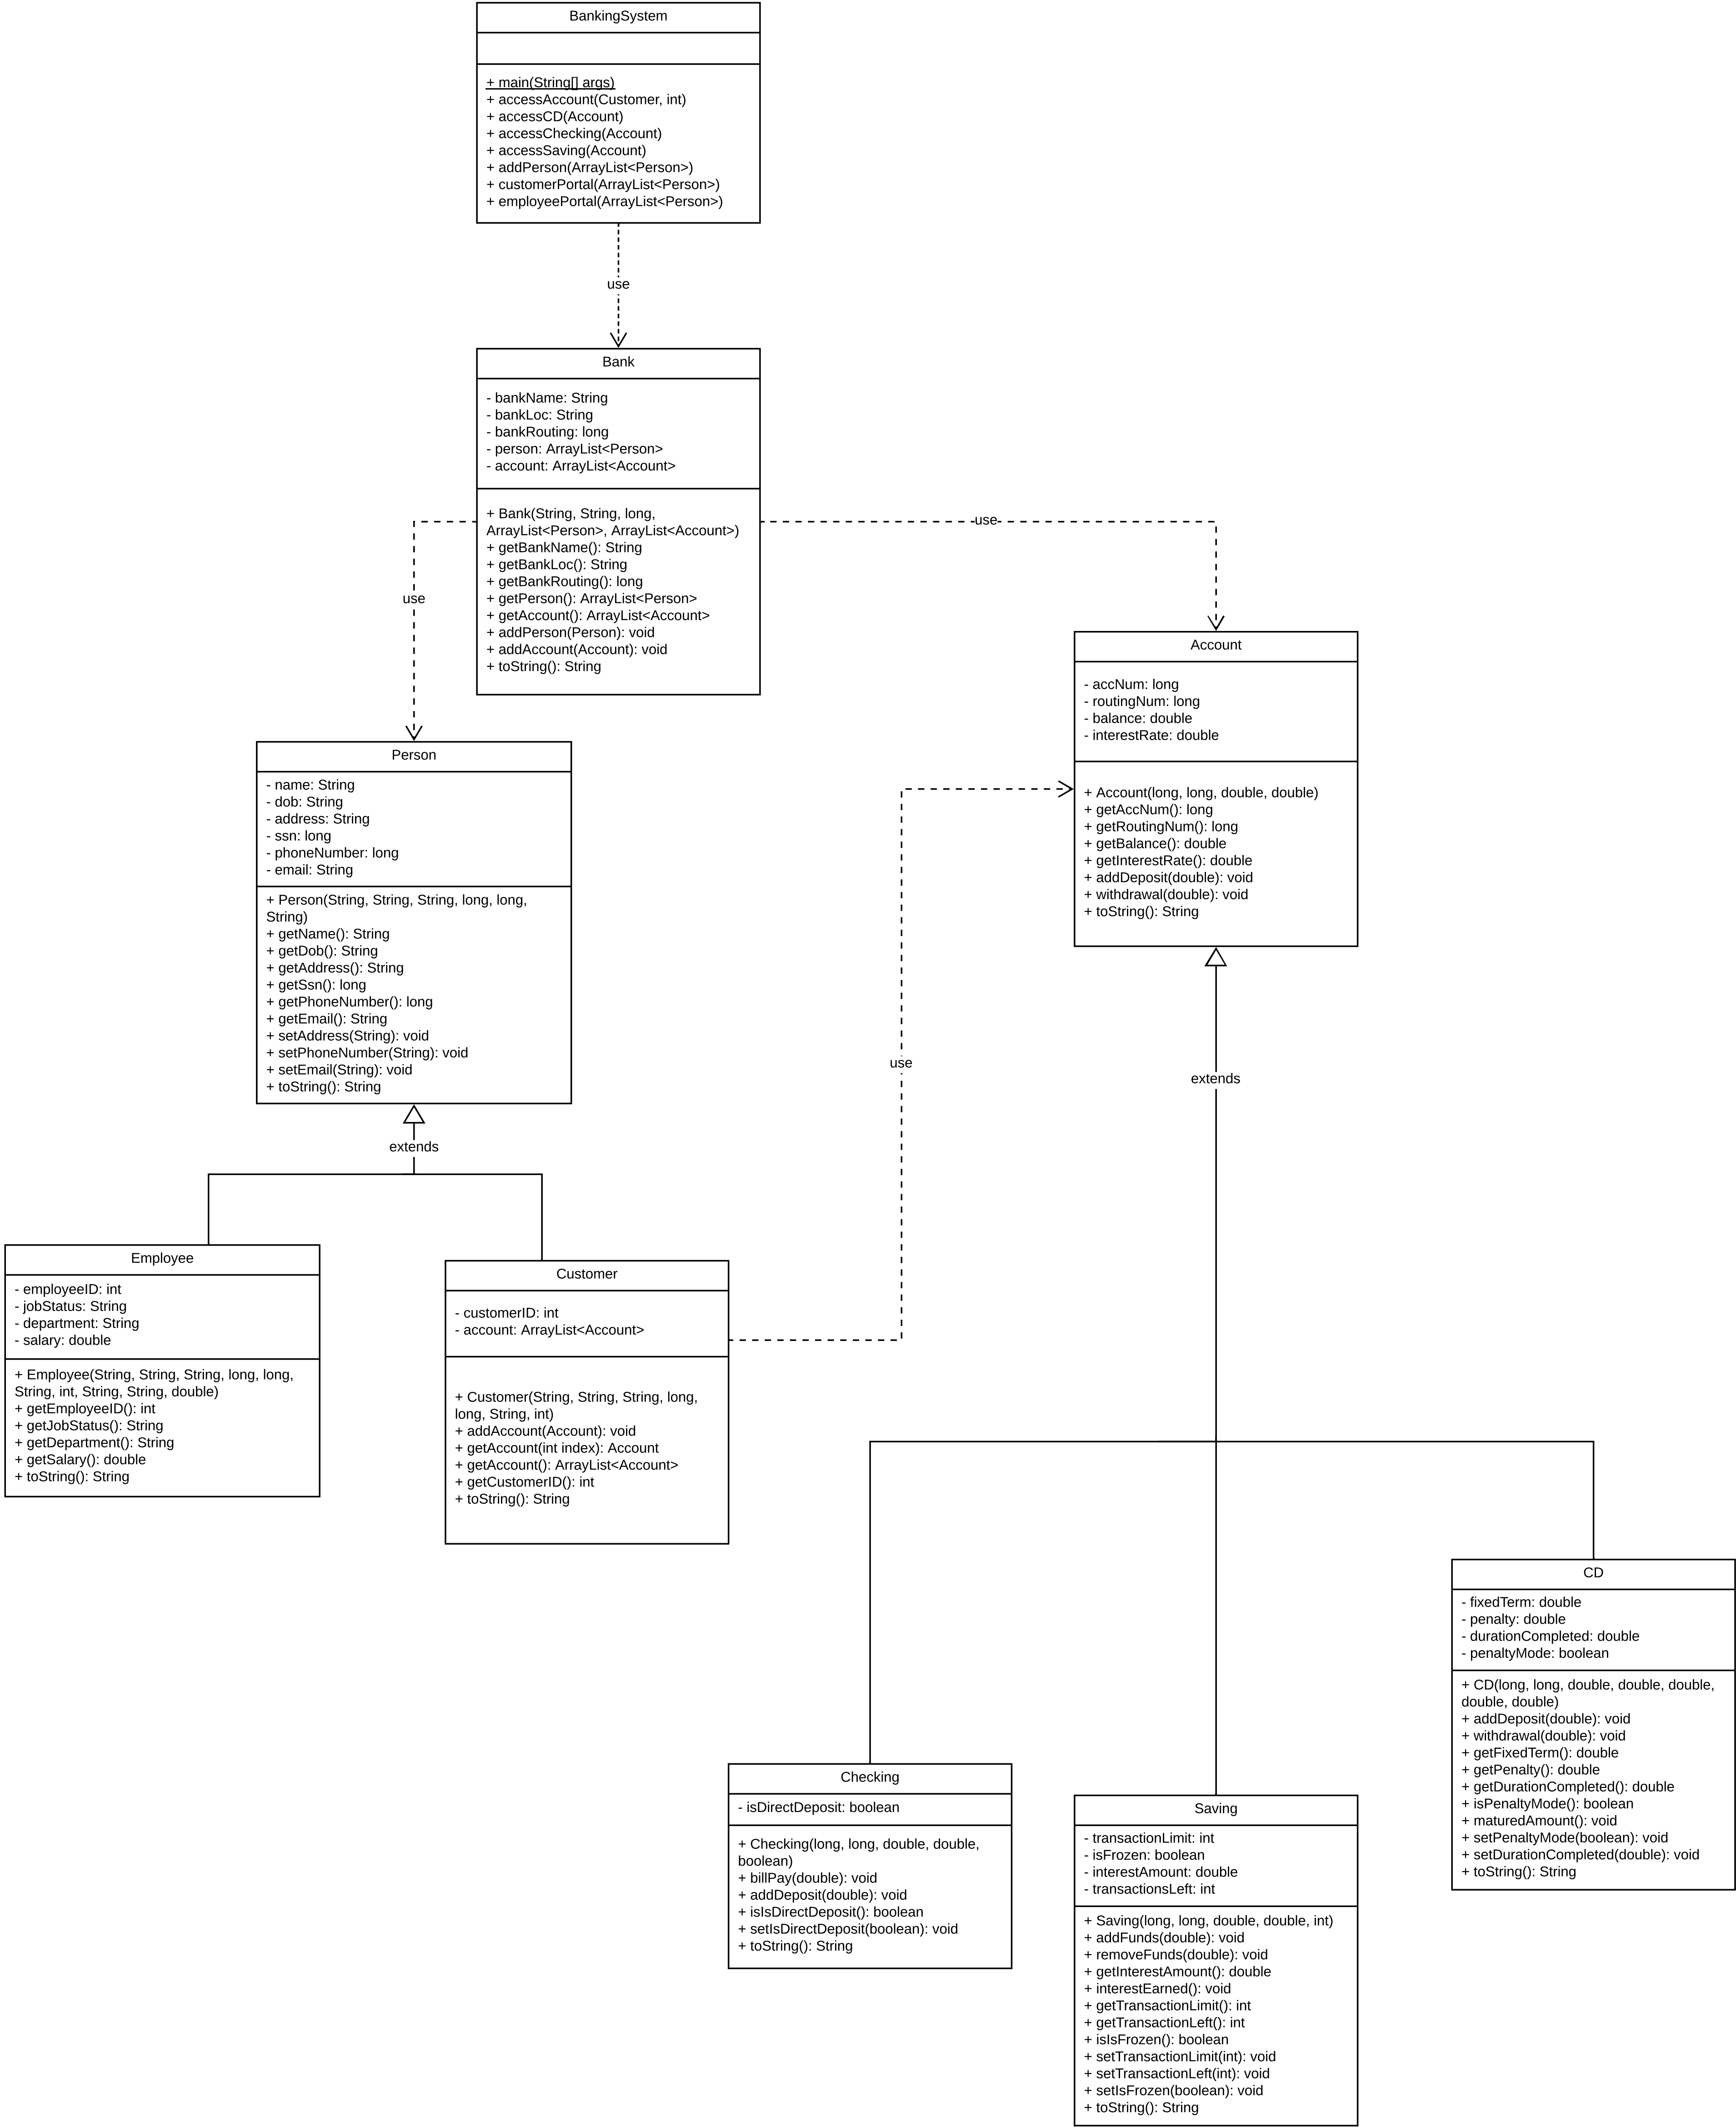 BankingSystem
+ main(String[] args)
+ accessAccount(Customer, int)
+ accessCD(Account)
+ accessChecking(Account)
+ accessSaving(Account)
+ addPerson(ArrayList<Person>)
+ customerPortal(ArrayList<Person>)
+ employeePortal(ArrayList<Person>)
use
Bank
- bankName: String
- bankLoc: String
- bankRouting: long
- person: ArrayList<Person>
- account: ArrayList<Account>
+ Bank(String, String, long,
ArrayList<Person>, ArrayList<Account>)
+ getBankName(): String
+ getBankLoc(): String
+ getBankRouting(): long
+ getPerson(): ArrayList<Person>
+ getAccount(): ArrayList<Account>
+ addPerson(Person): void
+ addAccount(Account): void
+ toString(): String
use
use
Account
- accNum: long
- routingNum: long
- balance: double
- interestRate: double
+ Account(long, long, double, double)
+ getAccNum(): long
+ getRoutingNum(): long
+ getBalance(): double
+ getInterestRate(): double
+ addDeposit(double): void
+ withdrawal(double): void
+ toString(): String
Person
- name: String
- dob: String
- address: String
- ssn: long
- phoneNumber: long
- email: String
+ Person(String, String, String, long, long,
String)
+ getName(): String
+ getDob(): String
+ getAddress(): String
+ getSsn(): long
+ getPhoneNumber(): long
+ getEmail(): String
+ setAddress(String): void
+ setPhoneNumber(String): void
+ setEmail(String): void
+ toString(): String
use
extends
extends
Employee
- employeeID: int
- jobStatus: String
- department: String
- salary: double
+ Employee(String, String, String, long, long,
String, int, String, String, double)
+ getEmployeeID(): int
+ getJobStatus(): String
+ getDepartment(): String
+ getSalary(): double
+ toString(): String
Customer
- customerID: int
- account: ArrayList<Account>
+ Customer(String, String, String, long,
long, String, int)
+ addAccount(Account): void
+ getAccount(int index): Account
+ getAccount(): ArrayList<Account>
+ getCustomerID(): int
+ toString(): String
CD
- fixedTerm: double
- penalty: double
- durationCompleted: double
- penaltyMode: boolean
+ CD(long, long, double, double, double,
double, double)
+ addDeposit(double): void
+ withdrawal(double): void
+ getFixedTerm(): double
+ getPenalty(): double
+ getDurationCompleted(): double
+ isPenaltyMode(): boolean
+ maturedAmount(): void
+ setPenaltyMode(boolean): void
+ setDurationCompleted(double): void
+ toString(): String
Checking
- isDirectDeposit: boolean
+ Checking(long, long, double, double,
boolean)
+ billPay(double): void
+ addDeposit(double): void
+ isIsDirectDeposit(): boolean
+ setIsDirectDeposit(boolean): void
+ toString(): String
Saving
- transactionLimit: int
- isFrozen: boolean
- interestAmount: double
- transactionsLeft: int
+ Saving(long, long, double, double, int)
+ addFunds(double): void
+ removeFunds(double): void
+ getInterestAmount(): double
+ interestEarned(): void
+ getTransactionLimit(): int
+ getTransactionLeft(): int
+ isIsFrozen(): boolean
+ setTransactionLimit(int): void
+ setTransactionLeft(int): void
+ setIsFrozen(boolean): void
+ toString(): String